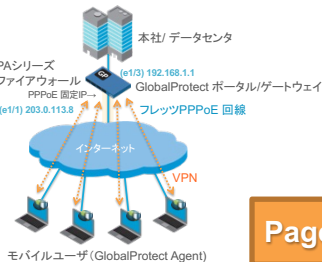 本社/ データセンタ
PAシリーズ
ファイアウォール
PPPoE 固定IP→
(e1/3) 192.168.1.1
GP
GlobalProtect ポータル/ゲートウェイ
(e1/1) 203.0.113.8
フレッツPPPoE 回線
インターネット
VPN
Page
モバイルユーザ(GlobalProtect Agent)